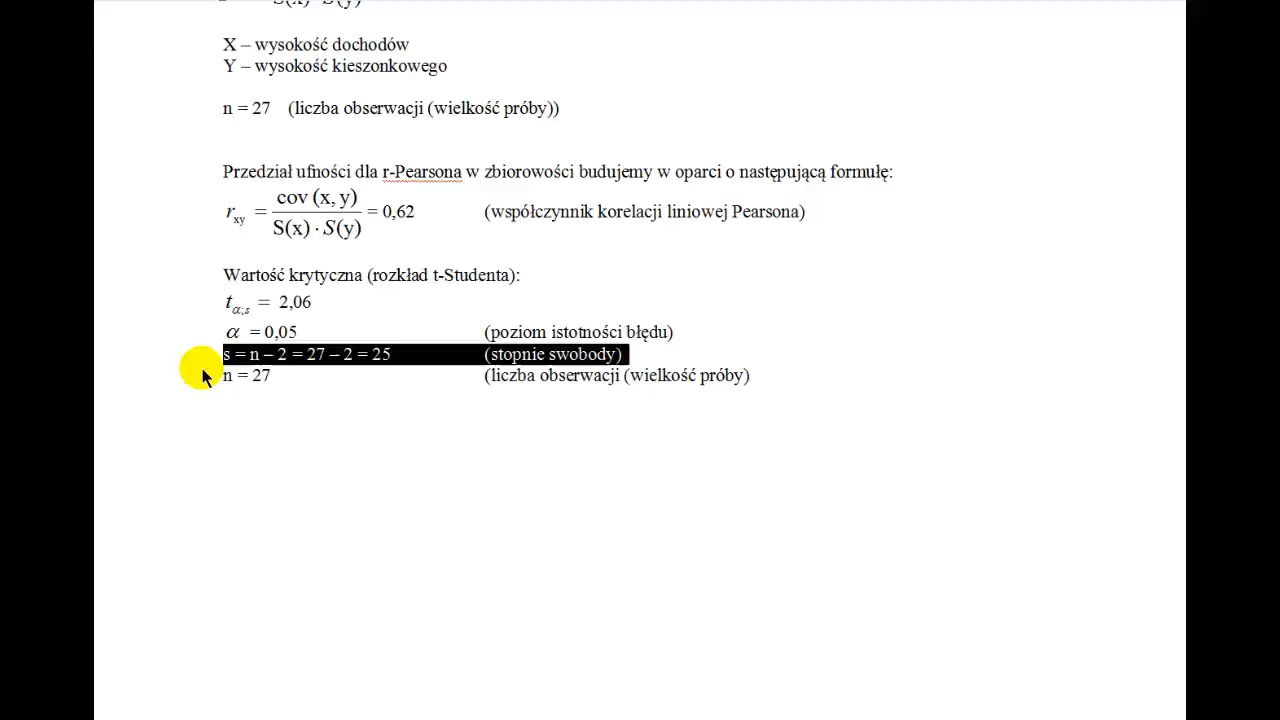 S(x) · S(y)
X – wysokość dochodów
Y – wysokość kieszonkowego
n = 27 (liczba obserwacji (wielkość próby))
Przedział ufności dla r-Pearsona w zbiorowości budujemy w oparci o następującą formułę:
r_xy = cov (x, y) / S(x) · S(y) = 0,62 (współczynnik korelacji liniowej Pearsona)
Wartość krytyczna (rozkład t-Studenta):
t_α;s = 2,06
α = 0,05 (poziom istotności błędu)
s = n – 2 = 27 – 2 = 25 (stopnie swobody)
n = 27 (liczba obserwacji (wielkość próby)